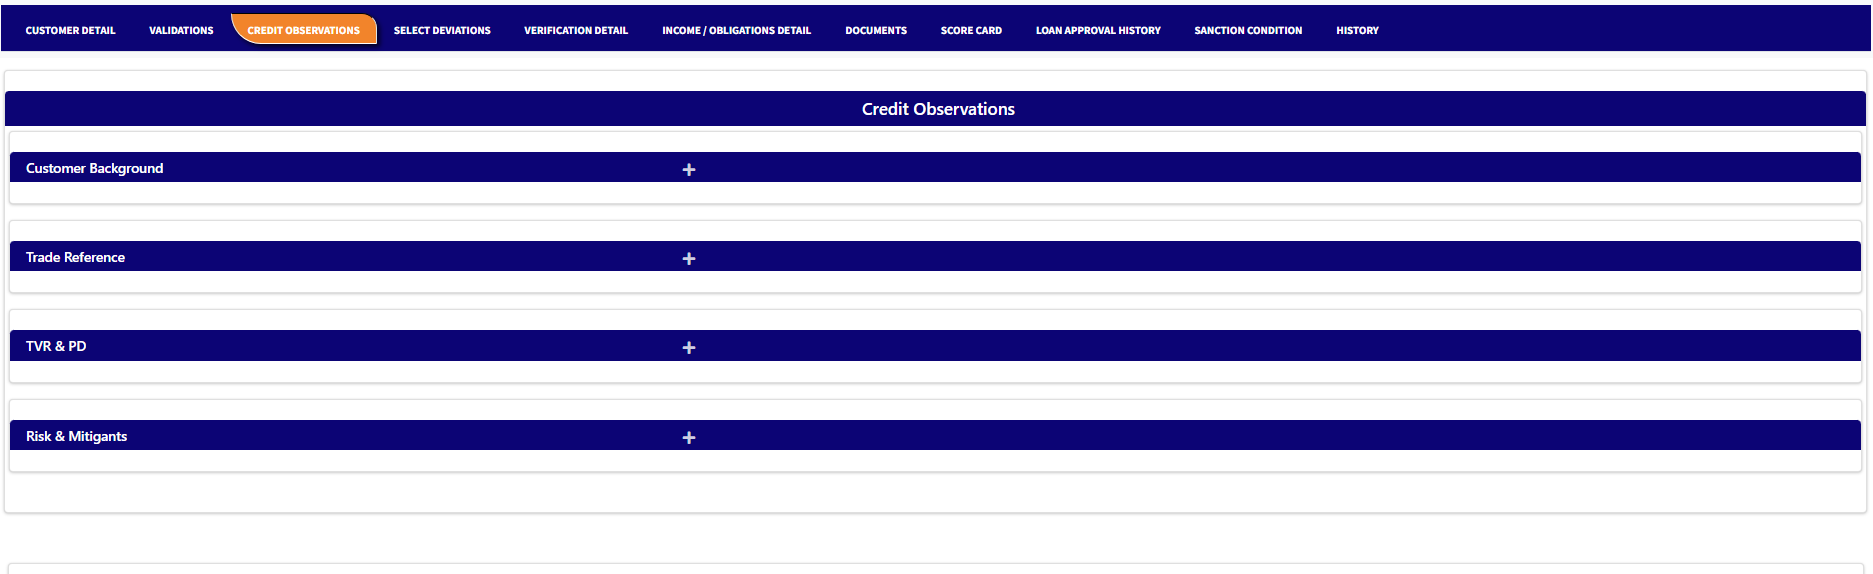 CUSTOMER DETAIL VALIDATIONS CREDIT OBSERVATIONS SELECT DEVIATIONS VERIFICATION DETAIL INCOME / OBLIGATIONS DETAIL DOCUMENTS SCORE CARD LOAN APPROVAL HISTORY SANCTION CONDITION HISTORY
Credit Observations
Customer Background +
Trade Reference +
TVR & PD +
Risk & Mitigants +